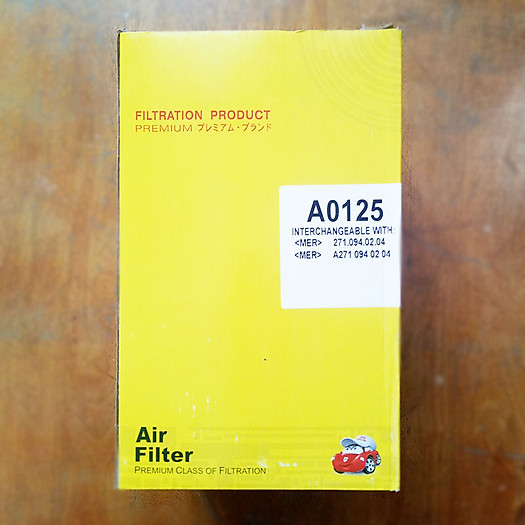 FILTRATION PRODUCT
PREMIUM プレミアム・ブランド
A0125
INTERCHANGEABLE WITH:
<MER> 271.094.02.04
<MER> A271 094 02 04
Air
Filter
PREMIUM CLASS OF FILTRATION